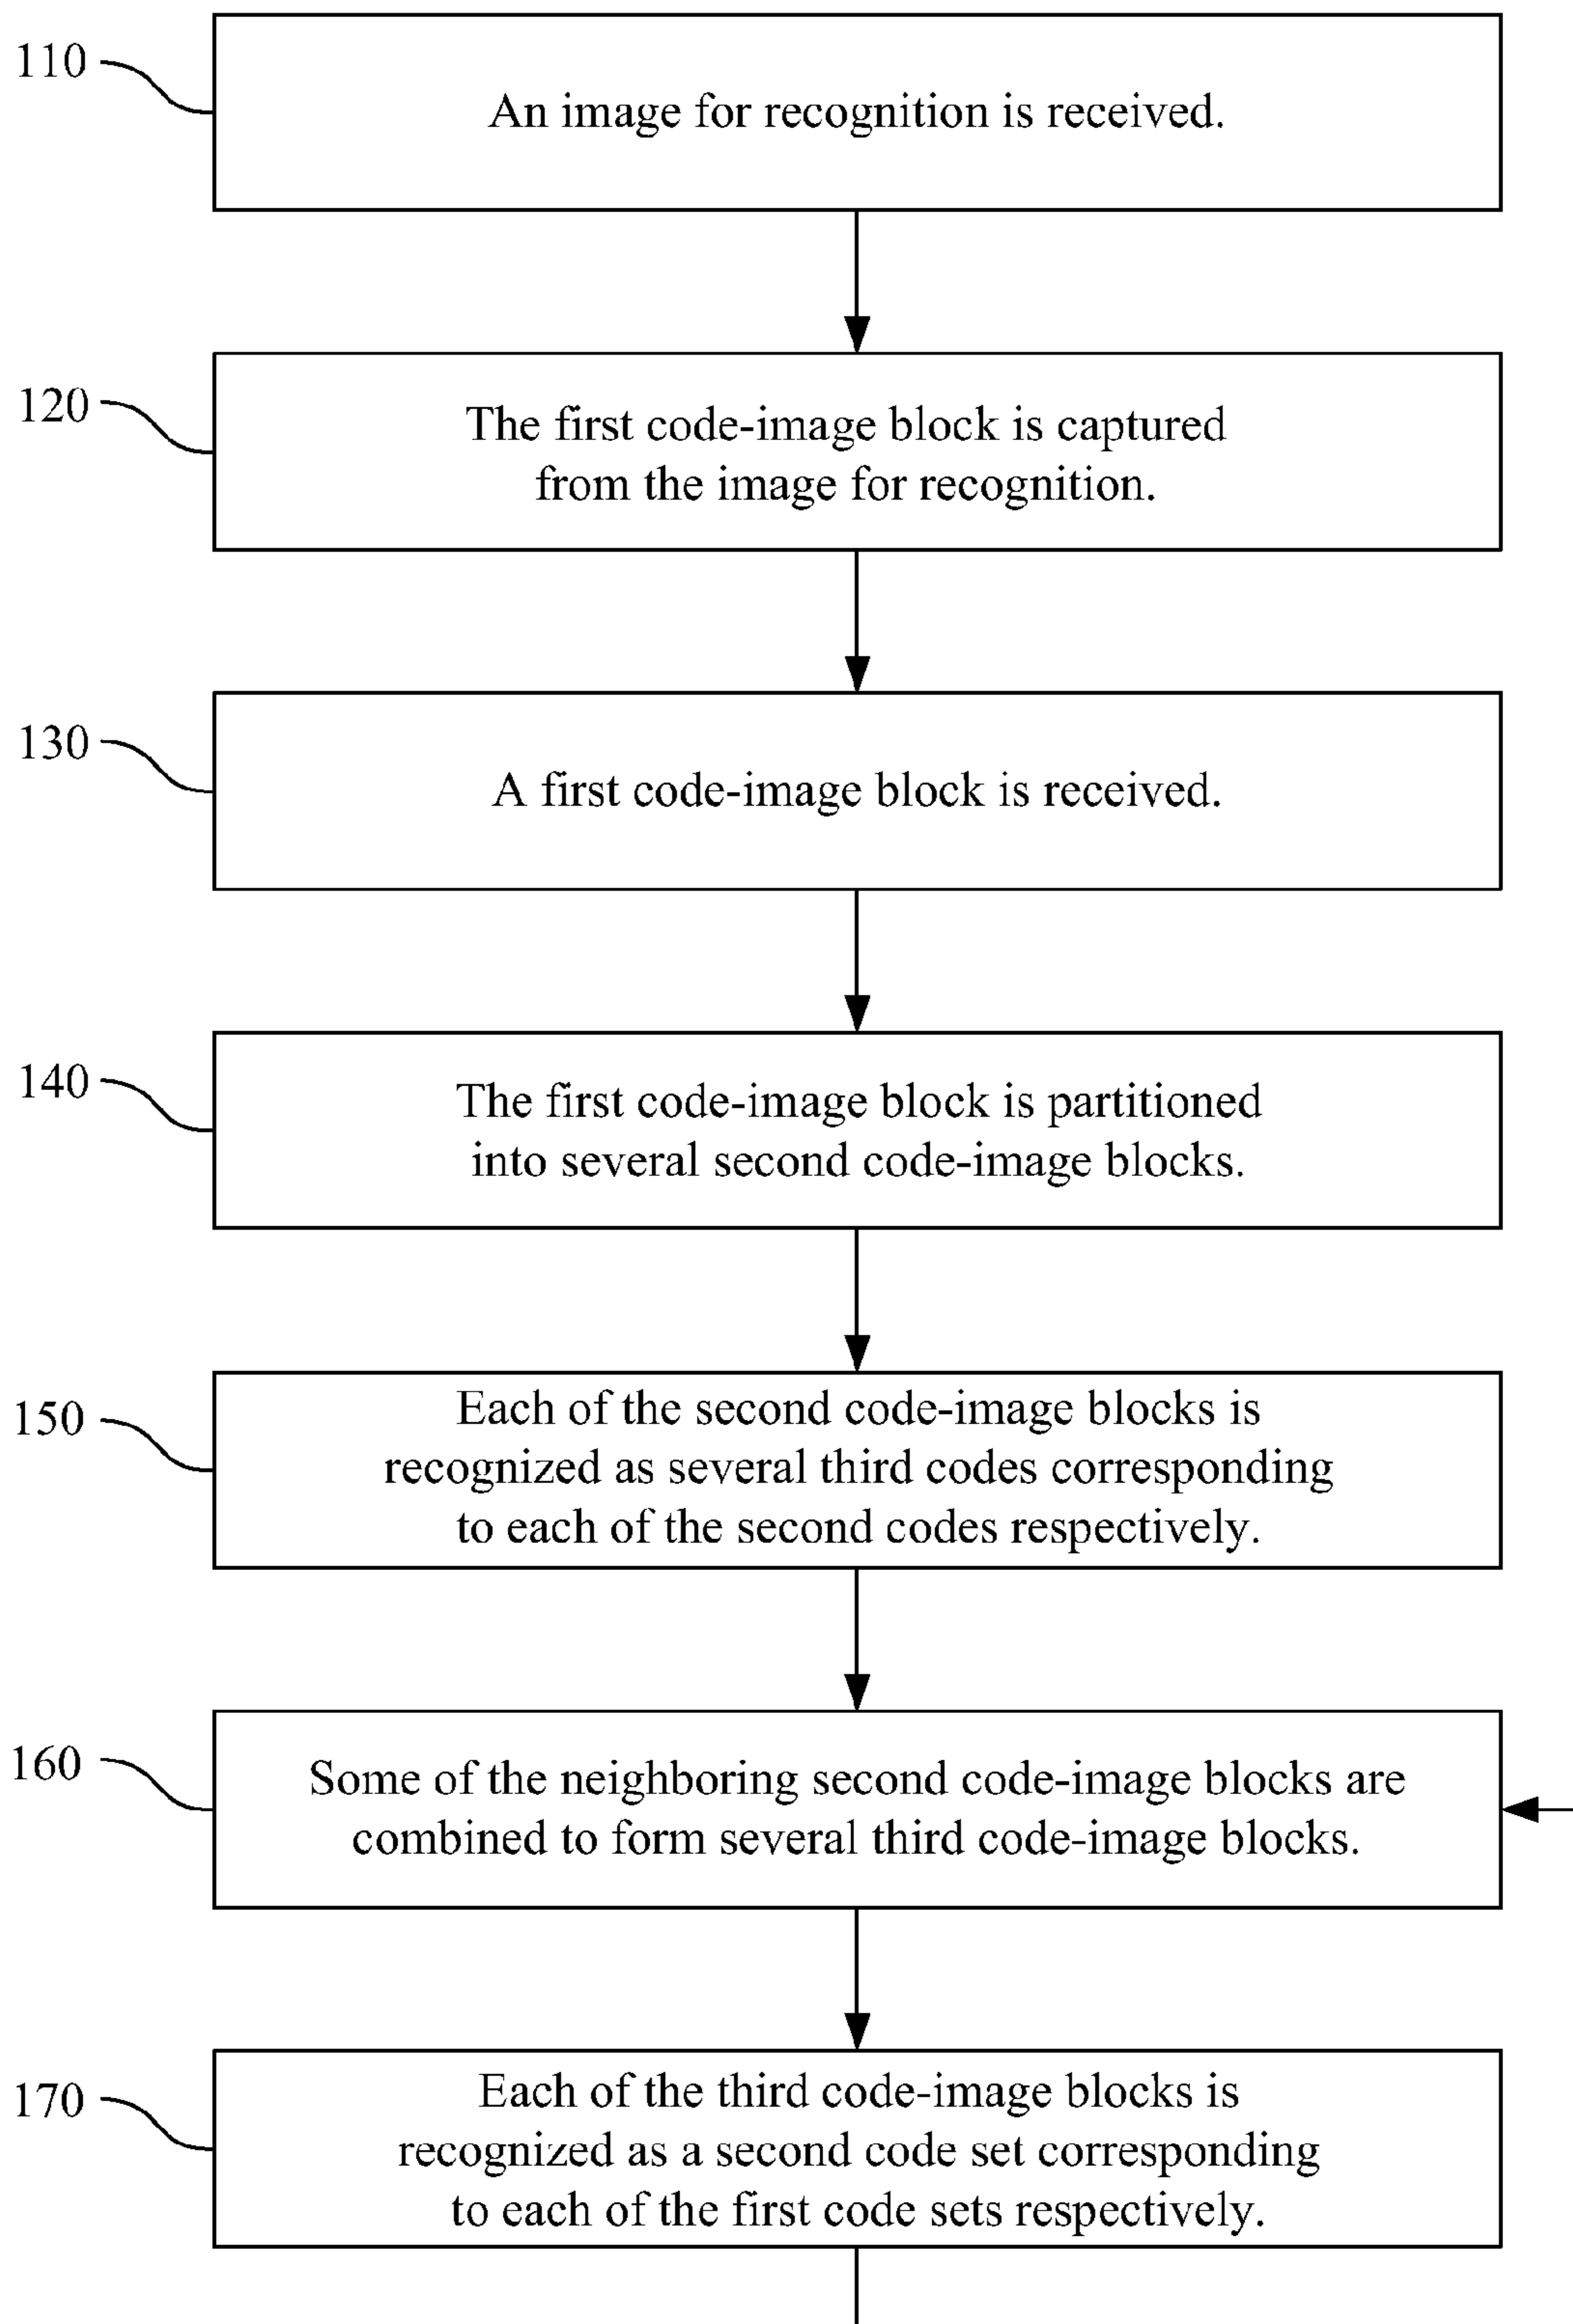 110
An image for recognition is received.
120
The first code-image block is captured
from the image for recognition.
130
A first code-image block is received.
140
The first code-image block is partitioned
into several second code-image blocks.
150
Each of the second code-image blocks is
recognized as several third codes corresponding
to each of the second codes respectively.
160
Some of the neighboring second code-image blocks are
combined to form several third code-image blocks.
170
Each of the third code-image blocks is
recognized as a second code set corresponding
to each of the first code sets respectively.